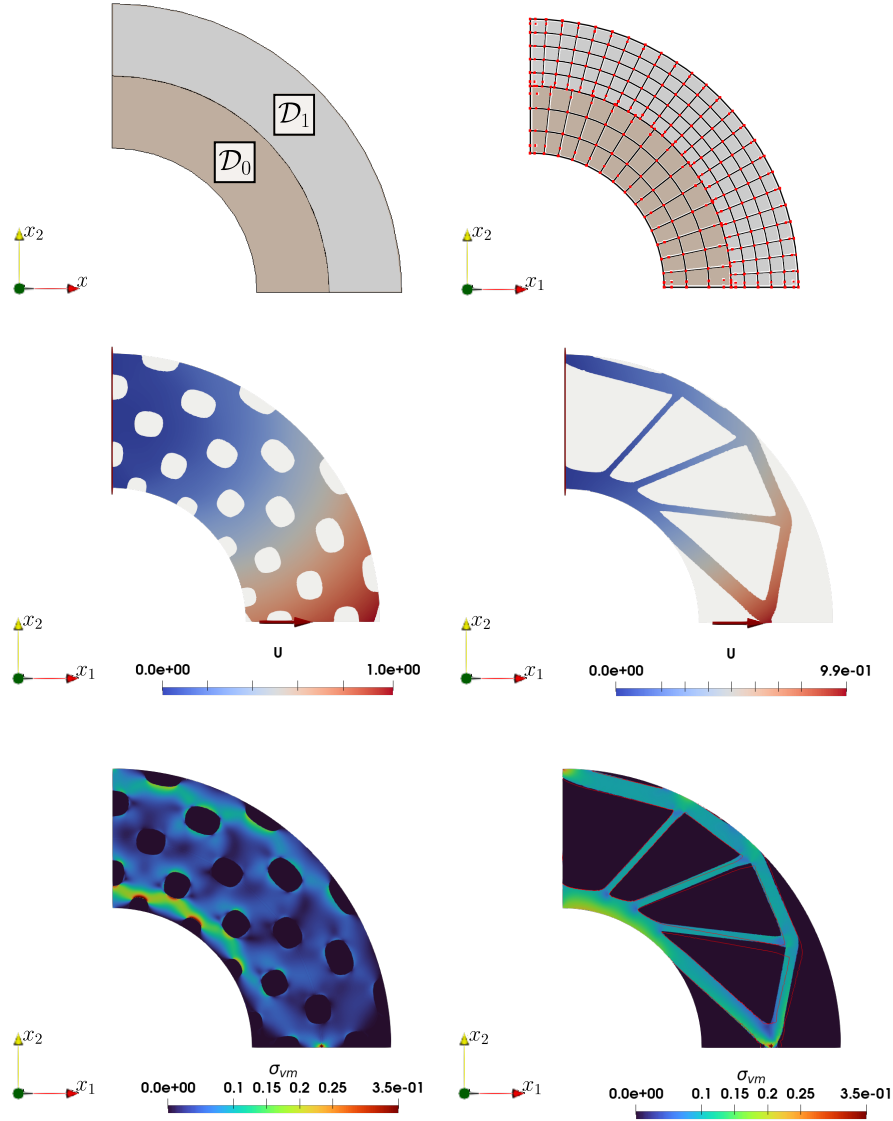 𝒟₁
𝒟₀
x₂
x
x₂
x₁
x₂
x₁
U
0.0e+00 1.0e+00
x₂
x₁
U
0.0e+00 9.9e-01
x₂
x₁
σᵥₘ
0.0e+00 0.1 0.15 0.2 0.25 3.5e-01
x₂
x₁
σᵥₘ
0.0e+00 0.1 0.15 0.2 0.25 3.5e-01